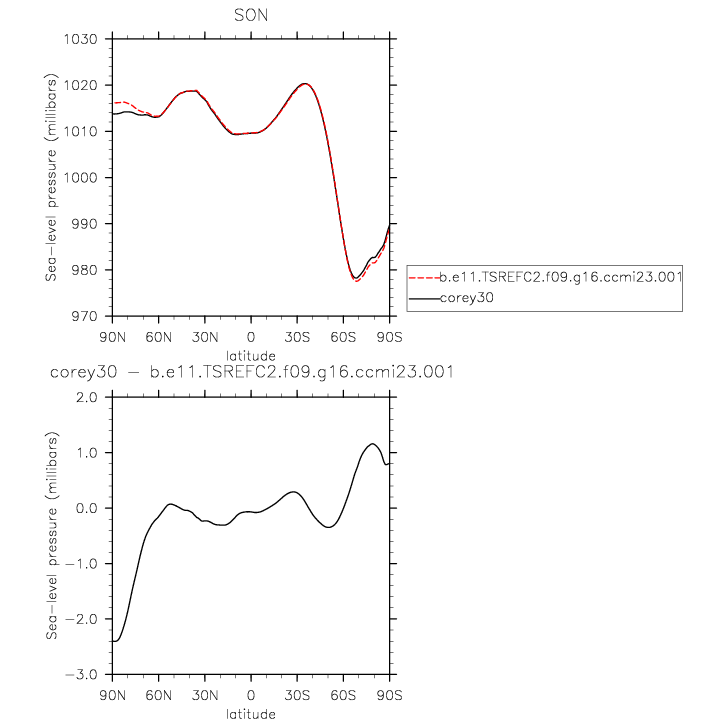 SON
1030
1020
1010
1000
990
980
970
Sea-level pressure (millibars)
90N 60N 30N 0 30S 60S 90S
latitude
b.e11.TSREFC2.f09.g16.ccmi23.001
corey30
corey30 - b.e11.TSREFC2.f09.g16.ccmi23.001
2.0
1.0
0.0
-1.0
-2.0
-3.0
Sea-level pressure (millibars)
90N 60N 30N 0 30S 60S 90S
latitude